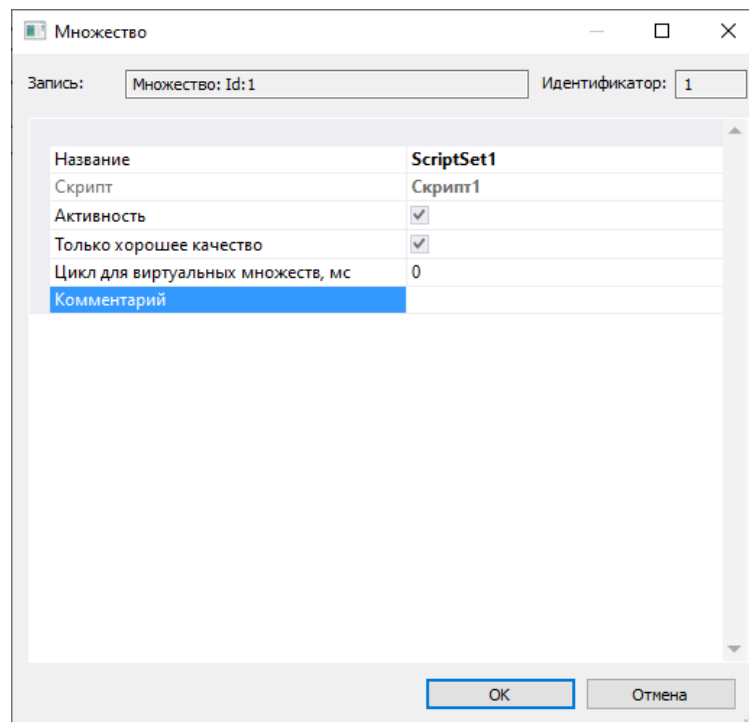 Множество
Запись: Множество: Id:1 Идентификатор: 1
Название ScriptSet1
Скрипт Скрипт1
Активность
Только хорошее качество
Цикл для виртуальных множеств, мс 0
Комментарий
OK Отмена